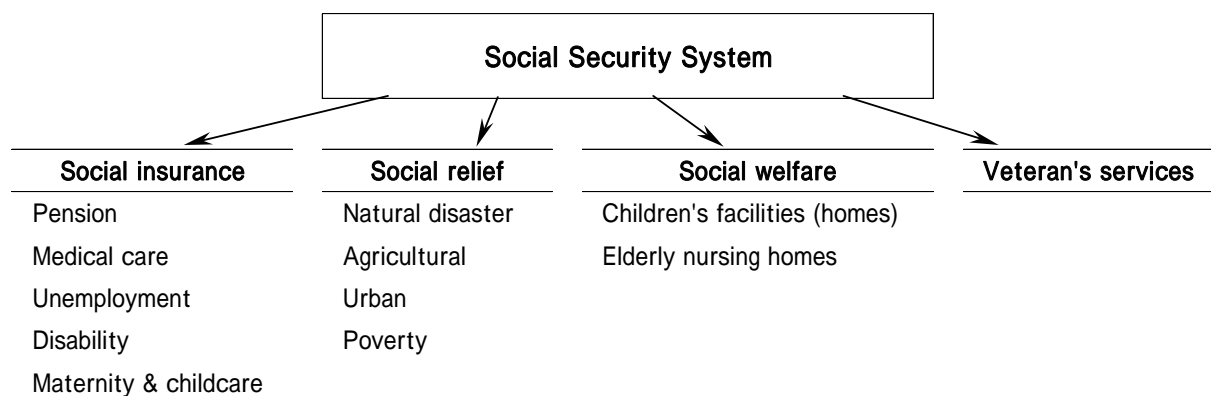 Social Security System
Social insurance
Pension
Medical care
Unemployment
Disability
Maternity & childcare
Social relief
Natural disaster
Agricultural
Urban
Poverty
Social welfare
Children's facilities (homes)
Elderly nursing homes
Veteran's services